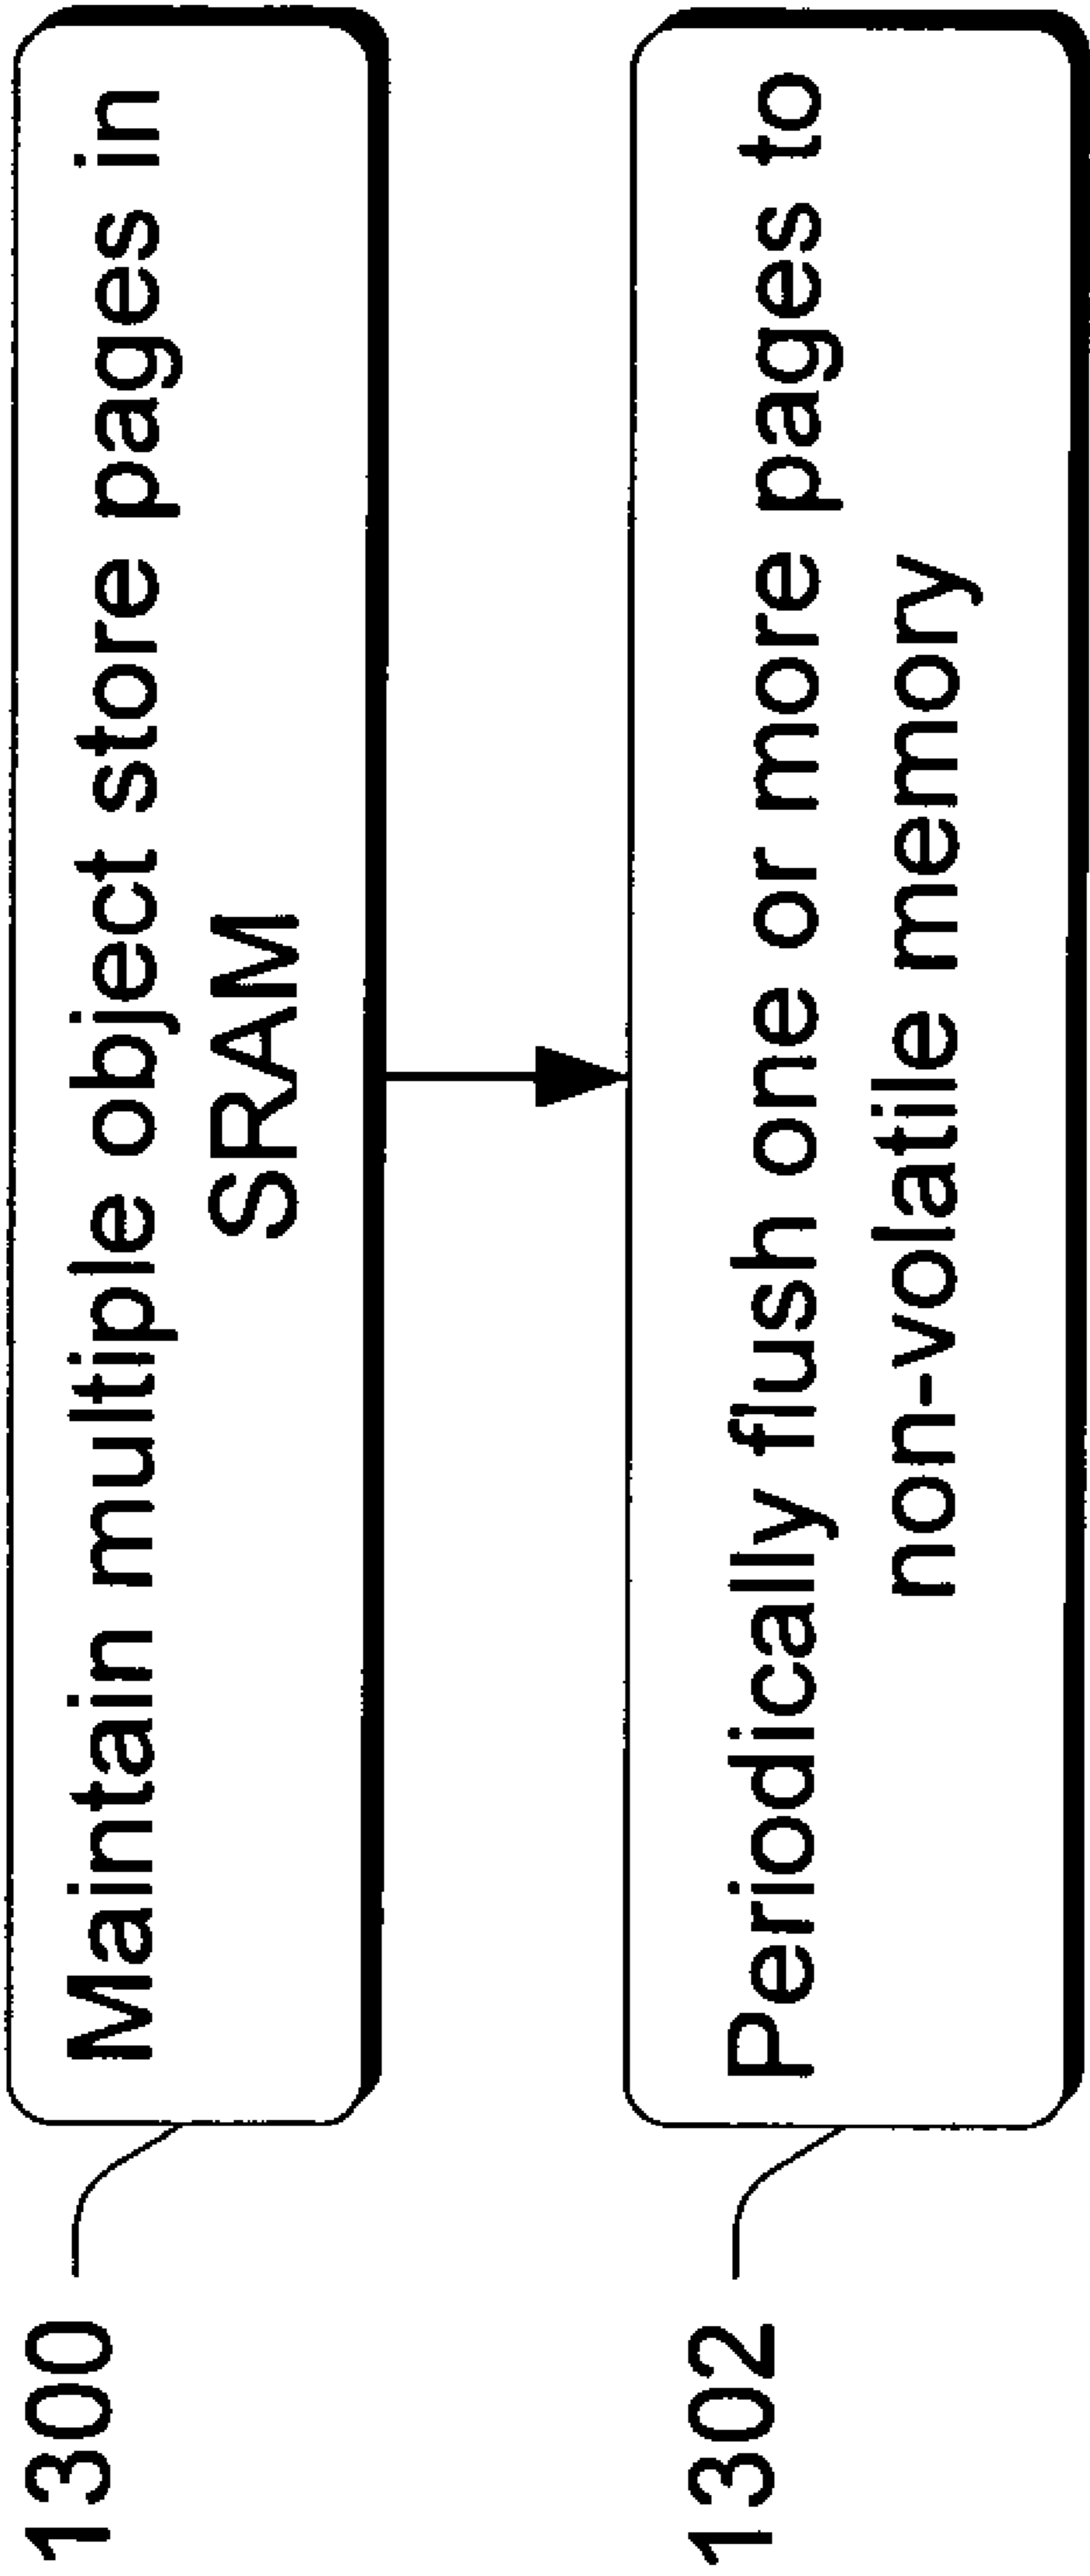 1300
Maintain multiple object store pages in
SRAM
1302
Periodically flush one or more pages to
non-volatile memory